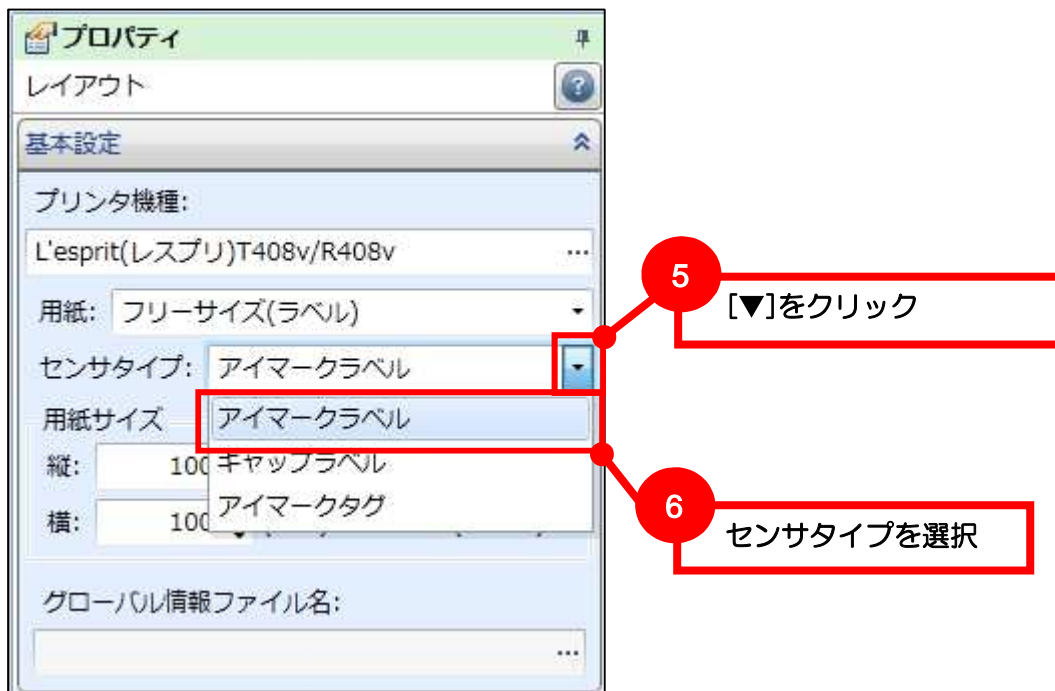 プロパティ
レイアウト
基本設定
プリンタ機種:
L'esprit(レスプリ)T408v/R408v ...
用紙: フリーサイズ(ラベル)
センサタイプ: アイマークラベル
用紙サイズ
アイマークラベル
縦: 100
キャップラベル
横: 100
アイマークタグ
グローバル情報ファイル名:
...
5
[▼]をクリック
6
センサタイプを選択